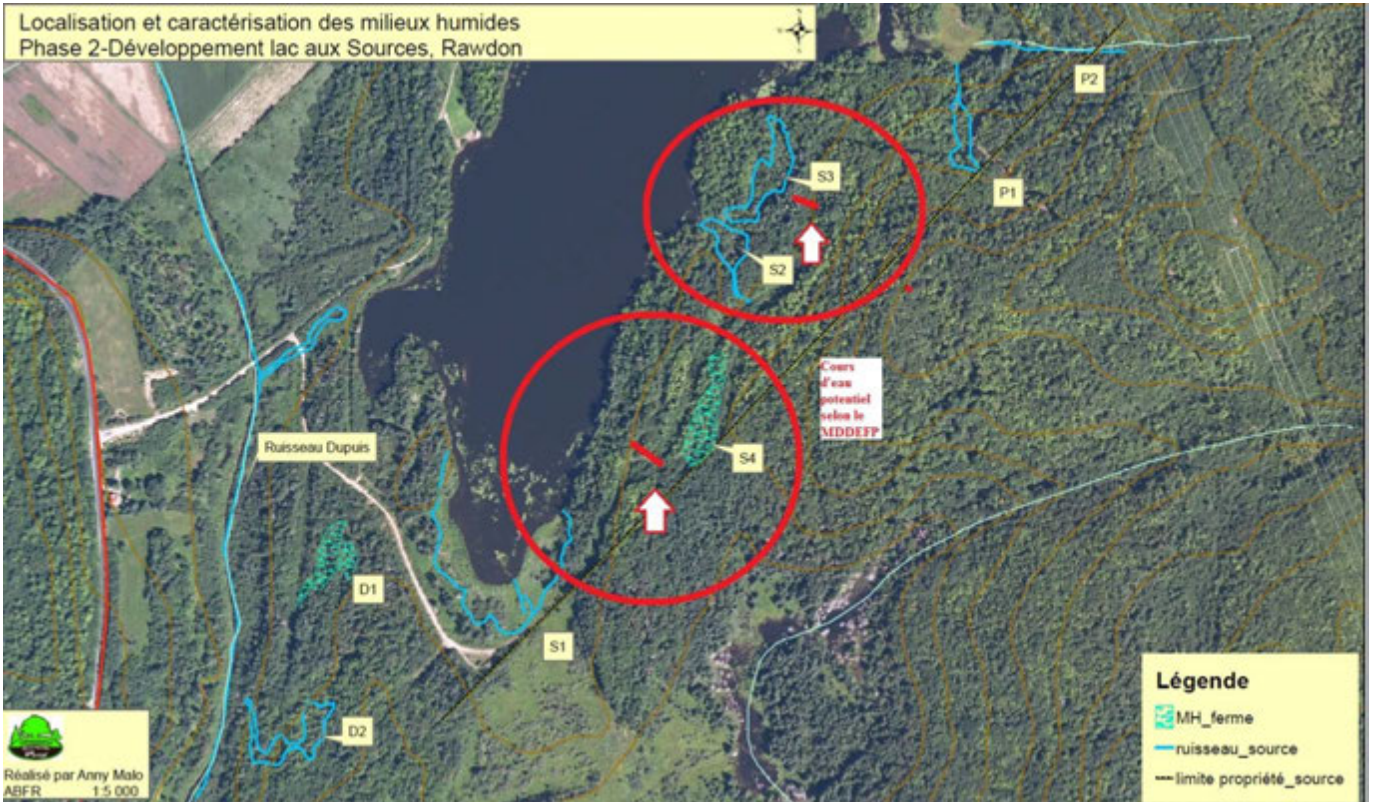 Localisation et caractérisation des milieux humides
Phase 2-Développement lac aux Sources, Rawdon
P2
S3
P1
S2
Cours
d'eau
potentiel
selon le
MDDEFP
Ruisseau Dupuis
S4
D1
S1
D2
Légende
MH_ferme
ruisseau_source
limite propriété_source
Réalisé par Anny Malo
ABFR 1:5 000